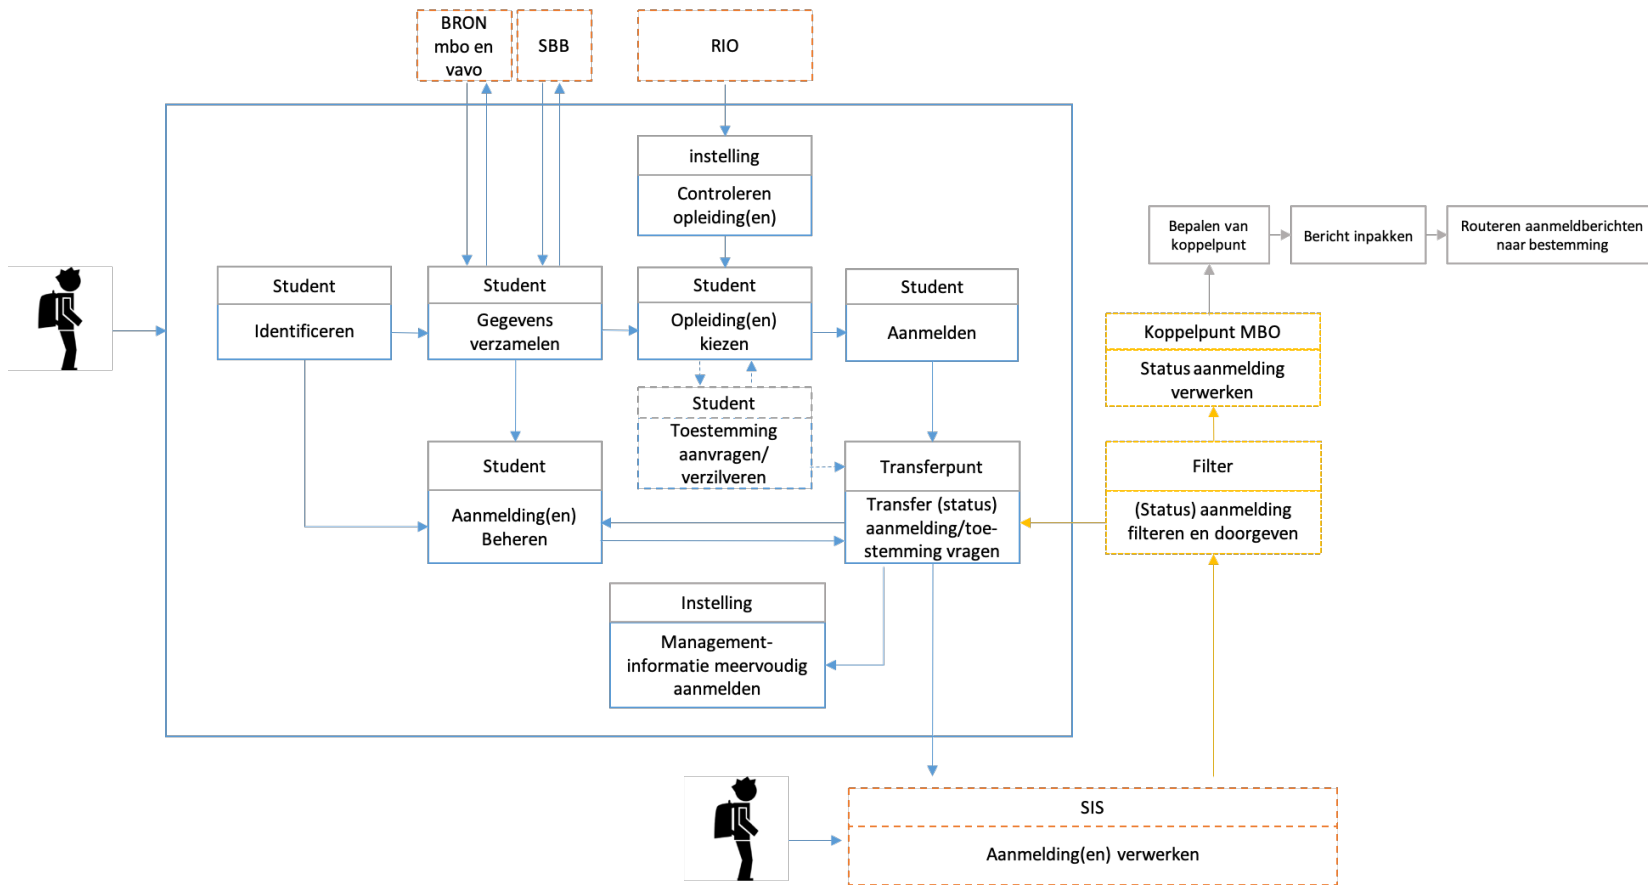 BRON
mbo en
vavo
SBB
RIO
instelling
Controleren
opleiding(en)
Bepalen van
koppelpunt
Bericht inpakken
Routeren aanmeldberichten
naar bestemming
Student
Identificeren
Student
Gegevens
verzamelen
Student
Opleiding(en)
kiezen
Student
Aanmelden
Koppelpunt MBO
Status aanmelding
verwerken
Student
Toestemming
aanvragen/
verzilveren
Student
Aanmelding(en)
Beheren
Transferpunt
Transfer (status)
aanmelding/toe-
stemming vragen
Filter
(Status) aanmelding
filteren en doorgeven
Instelling
Management-
informatie meervoudig
aanmelden
SIS
Aanmelding(en) verwerken